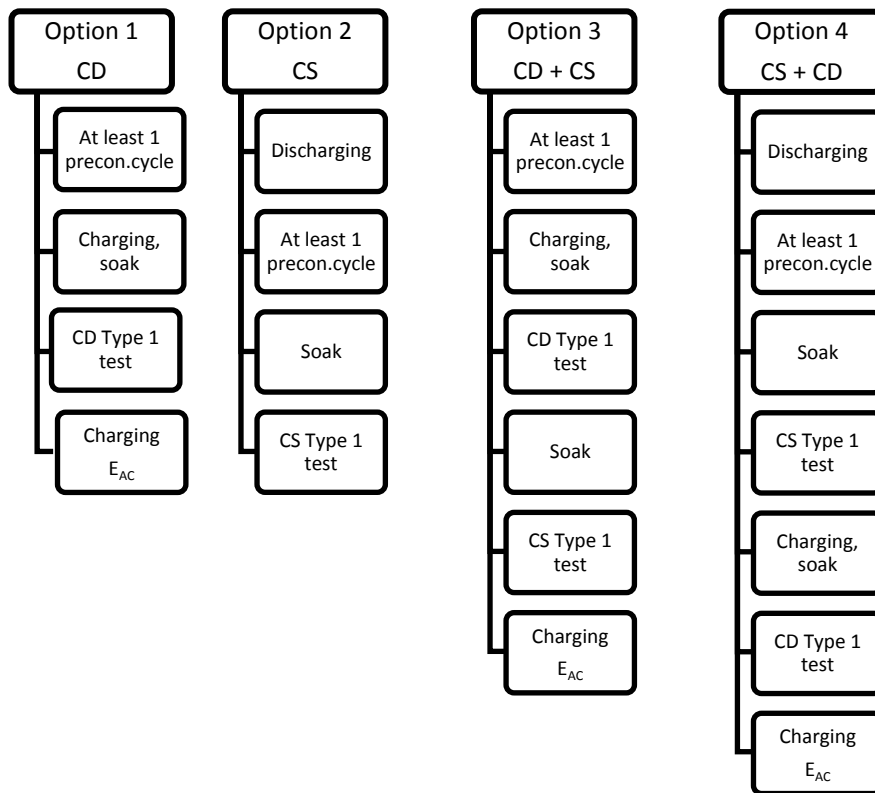 Option 1
CD
At least 1
precon.cycle
Charging,
soak
CD Type 1
test
Charging
EAC
Option 2
CS
Discharging
At least 1
precon.cycle
Soak
CS Type 1
test
Option 3
CD + CS
At least 1
precon.cycle
Charging,
soak
CD Type 1
test
Soak
CS Type 1
test
Charging
EAC
Option 4
CS + CD
Discharging
At least 1
precon.cycle
Soak
CS Type 1
test
Charging,
soak
CD Type 1
test
Charging
EAC